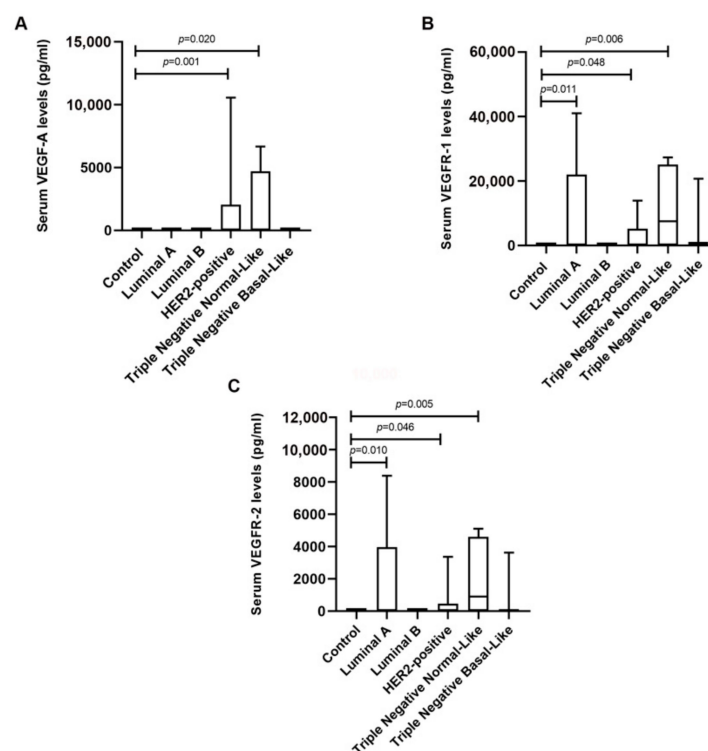 A
Serum VEGF-A levels (pg/ml)
15,000
10,000
5000
0
p=0.020
p=0.001
Control
Luminal A
Luminal B
HER2-positive
Triple Negative Normal-Like
Triple Negative Basal-Like
B
Serum VEGFR-1 levels (pg/ml)
60,000
40,000
20,000
0
p=0.006
p=0.048
p=0.011
Control
Luminal A
Luminal B
HER2-positive
Triple Negative Normal-Like
Triple Negative Basal-Like
C
Serum VEGFR-2 levels (pg/ml)
12,000
10,000
8000
6000
4000
2000
0
p=0.005
p=0.046
p=0.010
Control
Luminal A
Luminal B
HER2-positive
Triple Negative Normal-Like
Triple Negative Basal-Like